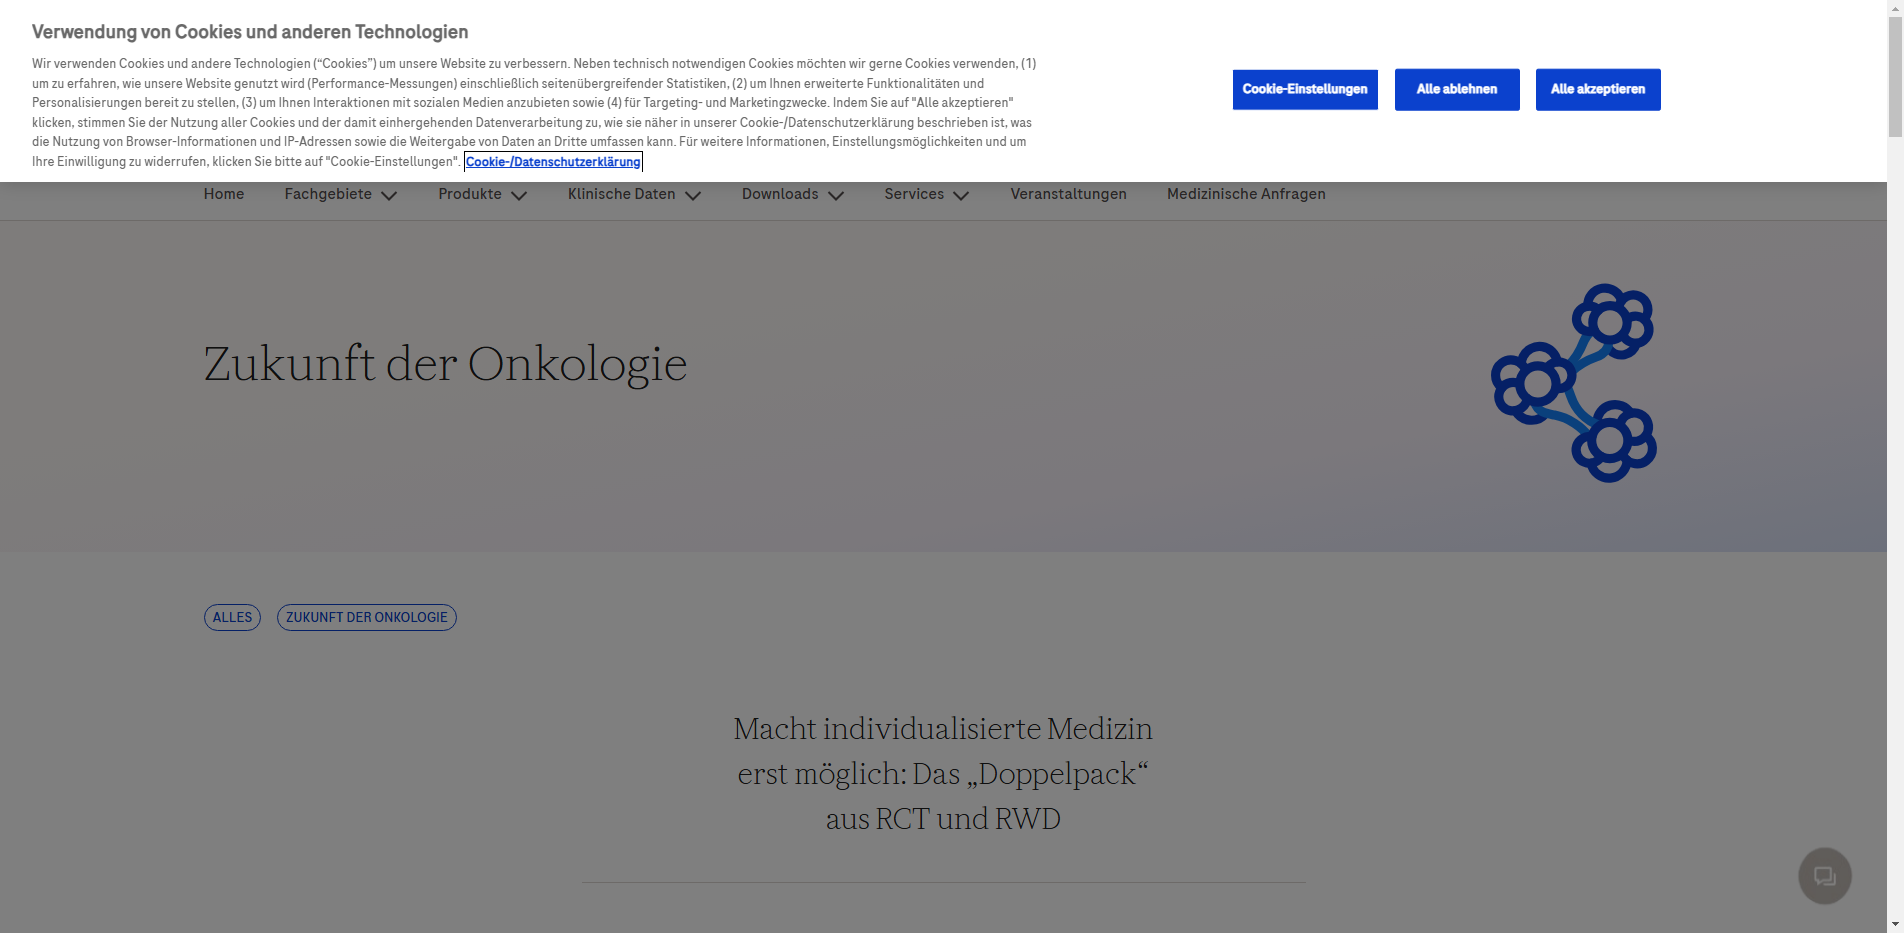 Verwendung von Cookies und anderen Technologien
Wir verwenden Cookies und andere Technologien (“Cookies”) um unsere Website zu verbessern. Neben technisch notwendigen Cookies möchten wir gerne Cookies verwenden, (1)
um zu erfahren, wie unsere Website genutzt wird (Performance-Messungen) einschließlich seitenübergreifender Statistiken, (2) um Ihnen erweiterte Funktionalitäten und
Personalisierungen bereit zu stellen, (3) um Ihnen Interaktionen mit sozialen Medien anzubieten sowie (4) für Targeting- und Marketingzwecke. Indem Sie auf "Alle akzeptieren"
klicken, stimmen Sie der Nutzung aller Cookies und der damit einhergehenden Datenverarbeitung zu, wie sie näher in unserer Cookie-/Datenschutzerklärung beschrieben ist, was
die Nutzung von Browser-Informationen und IP-Adressen sowie die Weitergabe von Daten an Dritte umfassen kann. Für weitere Informationen, Einstellungsmöglichkeiten und um
Ihre Einwilligung zu widerrufen, klicken Sie bitte auf "Cookie-Einstellungen". Cookie-/Datenschutzerklärung
Cookie-Einstellungen
Alle ablehnen
Alle akzeptieren
Home Fachgebiete Produkte Klinische Daten Downloads Services Veranstaltungen Medizinische Anfragen
Zukunft der Onkologie
ALLES ZUKUNFT DER ONKOLOGIE
Macht individualisierte Medizin
erst möglich: Das „Doppelpack“
aus RCT und RWD